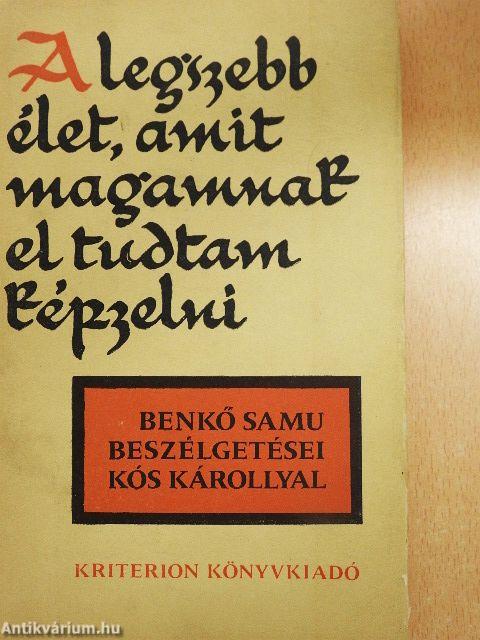 A legszebb
élet, amit
magamnak
el tudtam
képzelni
BENKŐ SAMU
BESZÉLGETÉSEI
KÓS KÁROLLYAL
KRITERION KÖNYVKIADÓ
Antikvárium.hu